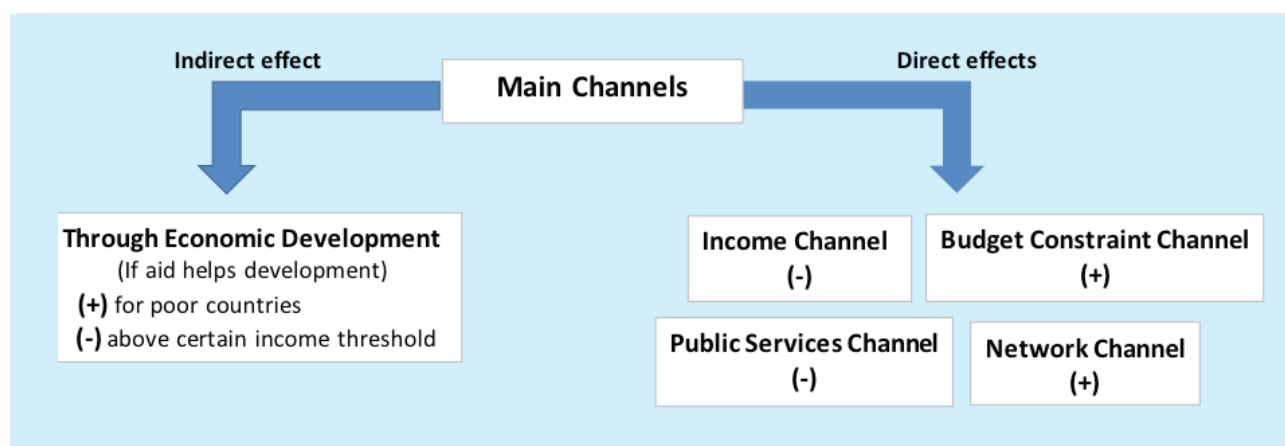 Indirect effect
Main Channels
Direct effects
Through Economic Development
(If aid helps development)
(+) for poor countries
(-) above certain income threshold
Income Channel
(-)
Budget Constraint Channel
(+)
Public Services Channel
(-)
Network Channel
(+)